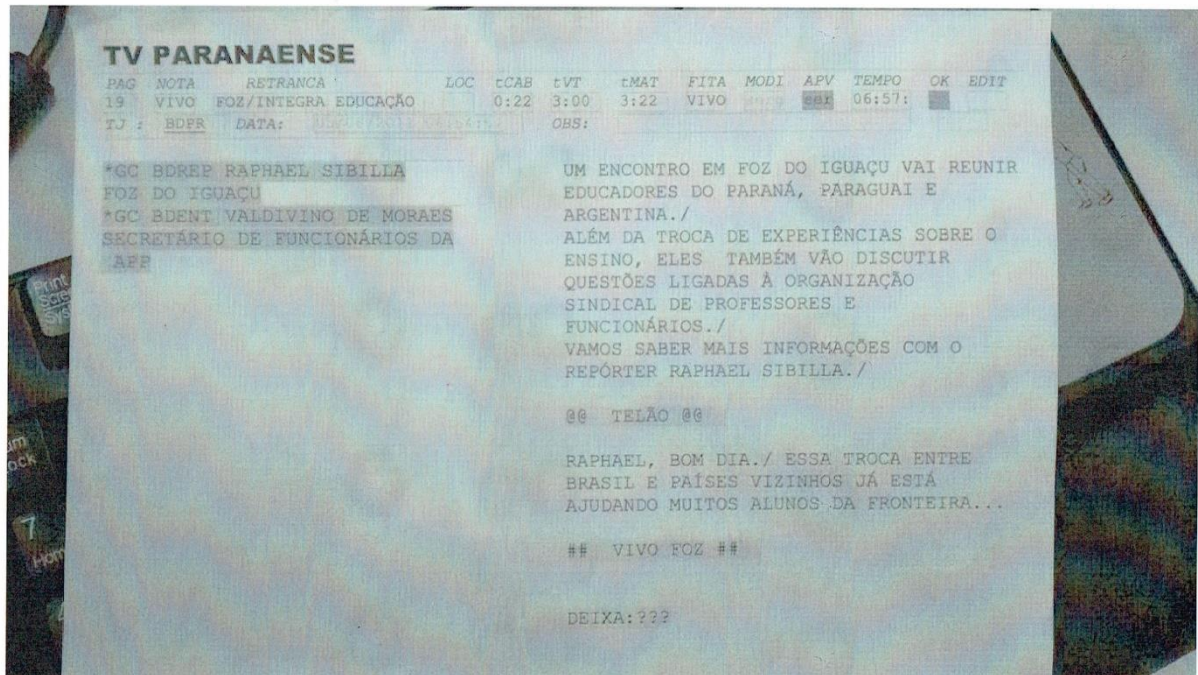 TV PARANAENSE
PAG NOTA RETRANCA LOC tCAB tVT tMAT FITA MODI APV TEMPO OK EDIT
19 VIVO FOZ/INTEGRA EDUCAÇÃO 0:22 3:00 3:22 VIVO ear 06:57:
TJ : BDPR DATA: OBS:
*GC BDREP RAPHAEL SIBILLA
FOZ DO IGUAÇU
*GC BDENT VALDIVINO DE MORAES
SECRETÁRIO DE FUNCIONÁRIOS DA
APP
UM ENCONTRO EM FOZ DO IGUAÇU VAI REUNIR
EDUCADORES DO PARANÁ, PARAGUAI E
ARGENTINA./
ALÉM DA TROCA DE EXPERIÊNCIAS SOBRE O
ENSINO, ELES TAMBÉM VÃO DISCUTIR
QUESTÕES LIGADAS À ORGANIZAÇÃO
SINDICAL DE PROFESSORES E
FUNCIONÁRIOS./
VAMOS SABER MAIS INFORMAÇÕES COM O
REPÓRTER RAPHAEL SIBILLA./
@@ TELÃO @@
RAPHAEL, BOM DIA./ ESSA TROCA ENTRE
BRASIL E PAÍSES VIZINHOS JÁ ESTÁ
AJUDANDO MUITOS ALUNOS DA FRONTEIRA...
## VIVO FOZ ##
DEIXA:???
Print
7
Home